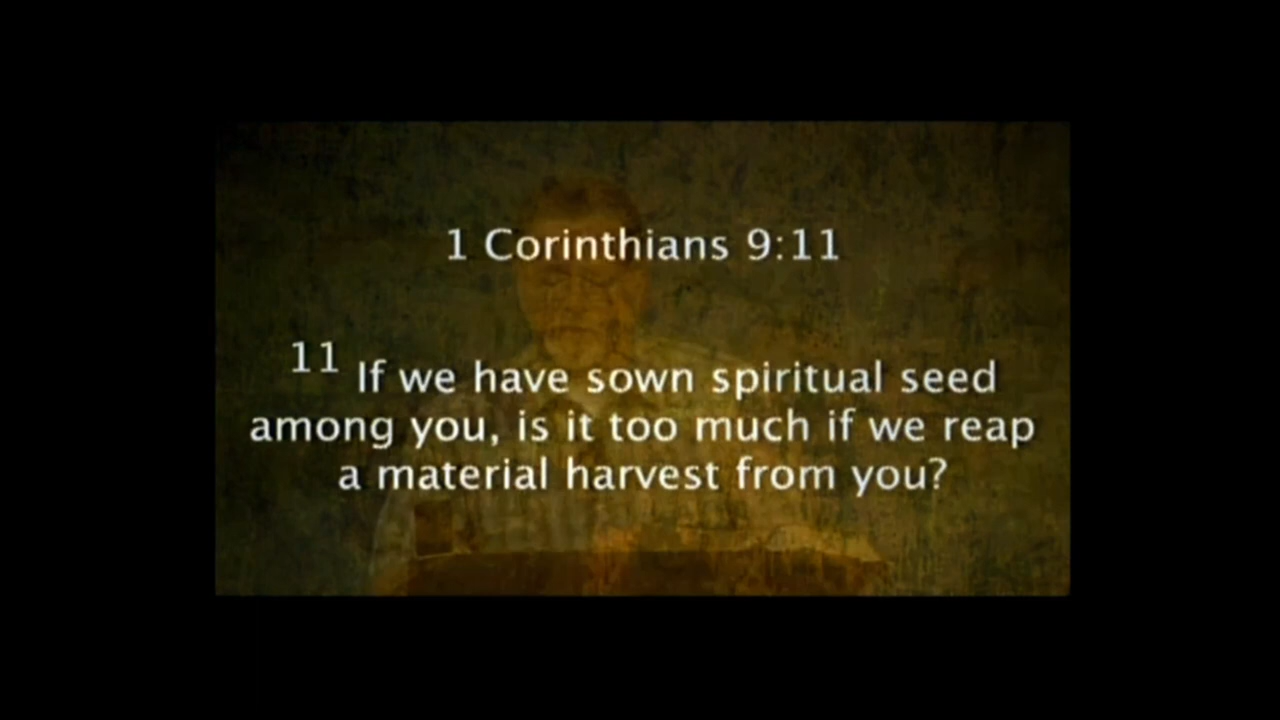 1 Corinthians 9:11
11 If we have sown spiritual seed
among you, is it too much if we reap
a material harvest from you?